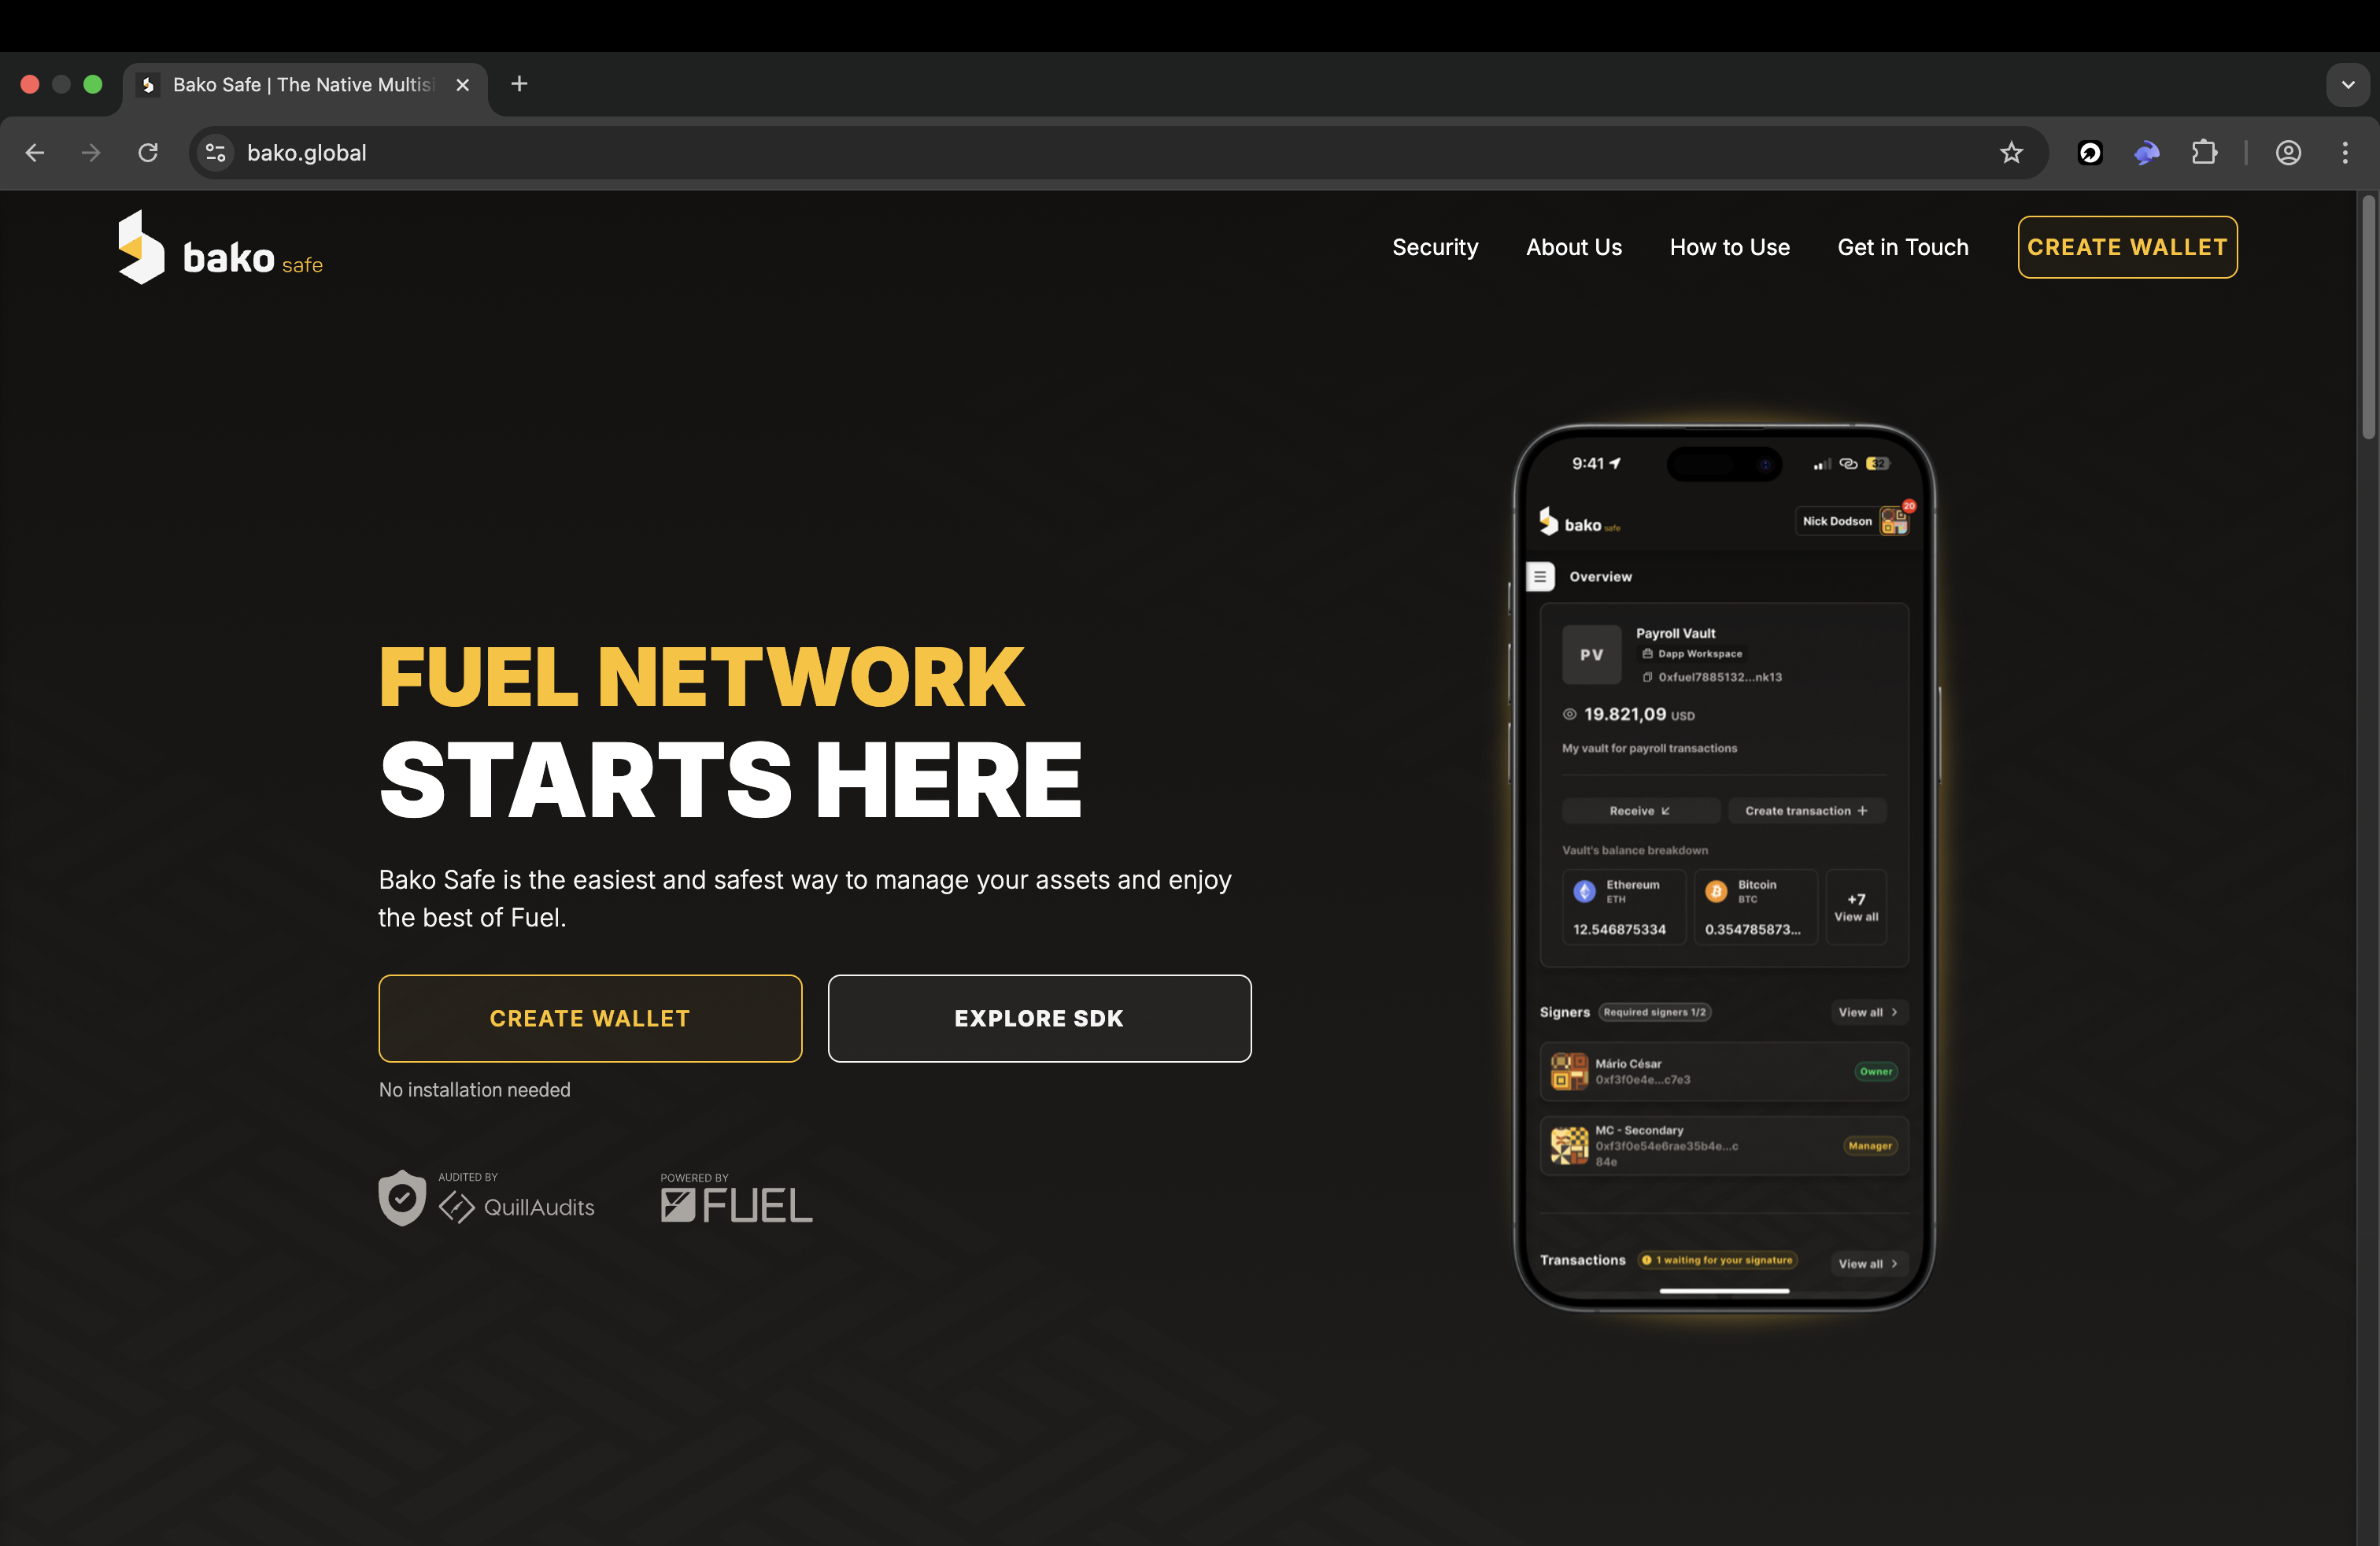 Bako Safe | The Native Multisi
bako.global
bako safe
Security
About Us
How to Use
Get in Touch
CREATE WALLET
FUEL NETWORK
STARTS HERE
Bako Safe is the easiest and safest way to manage your assets and enjoy
the best of Fuel.
CREATE WALLET
EXPLORE SDK
No installation needed
AUDITED BY
QuillAudits
POWERED BY
FUEL
9:41
32
bako safe
Nick Dodson
20
Overview
PV
Payroll Vault
Dapp Workspace
0xfuel7885132...nk13
19.821,09 USD
My vault for payroll transactions
Receive
Create transaction
Vault's balance breakdown
Ethereum
ETH
12.546875334
Bitcoin
BTC
0.354785873...
+7
View all
Signers
Required signers 1/2
View all
Mário César
0xf3f0e4e...c7e3
Owner
MC - Secondary
0xf3f0e54e6rae35b4e...c
84e
Manager
Transactions
1 waiting for your signature
View all